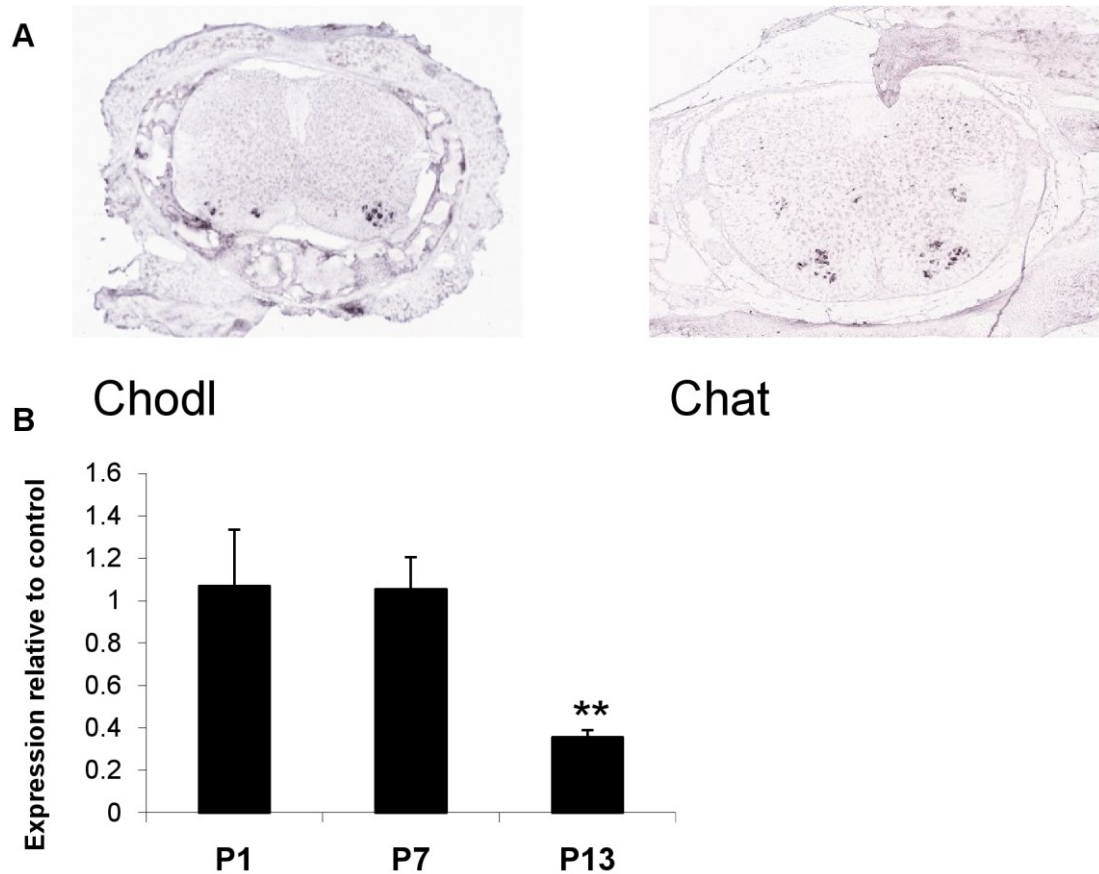 A
Chodl
Chat
B
Expression relative to control
1.6
1.4
1.2
1
0.8
0.6
0.4
0.2
0
**
P1
P7
P13